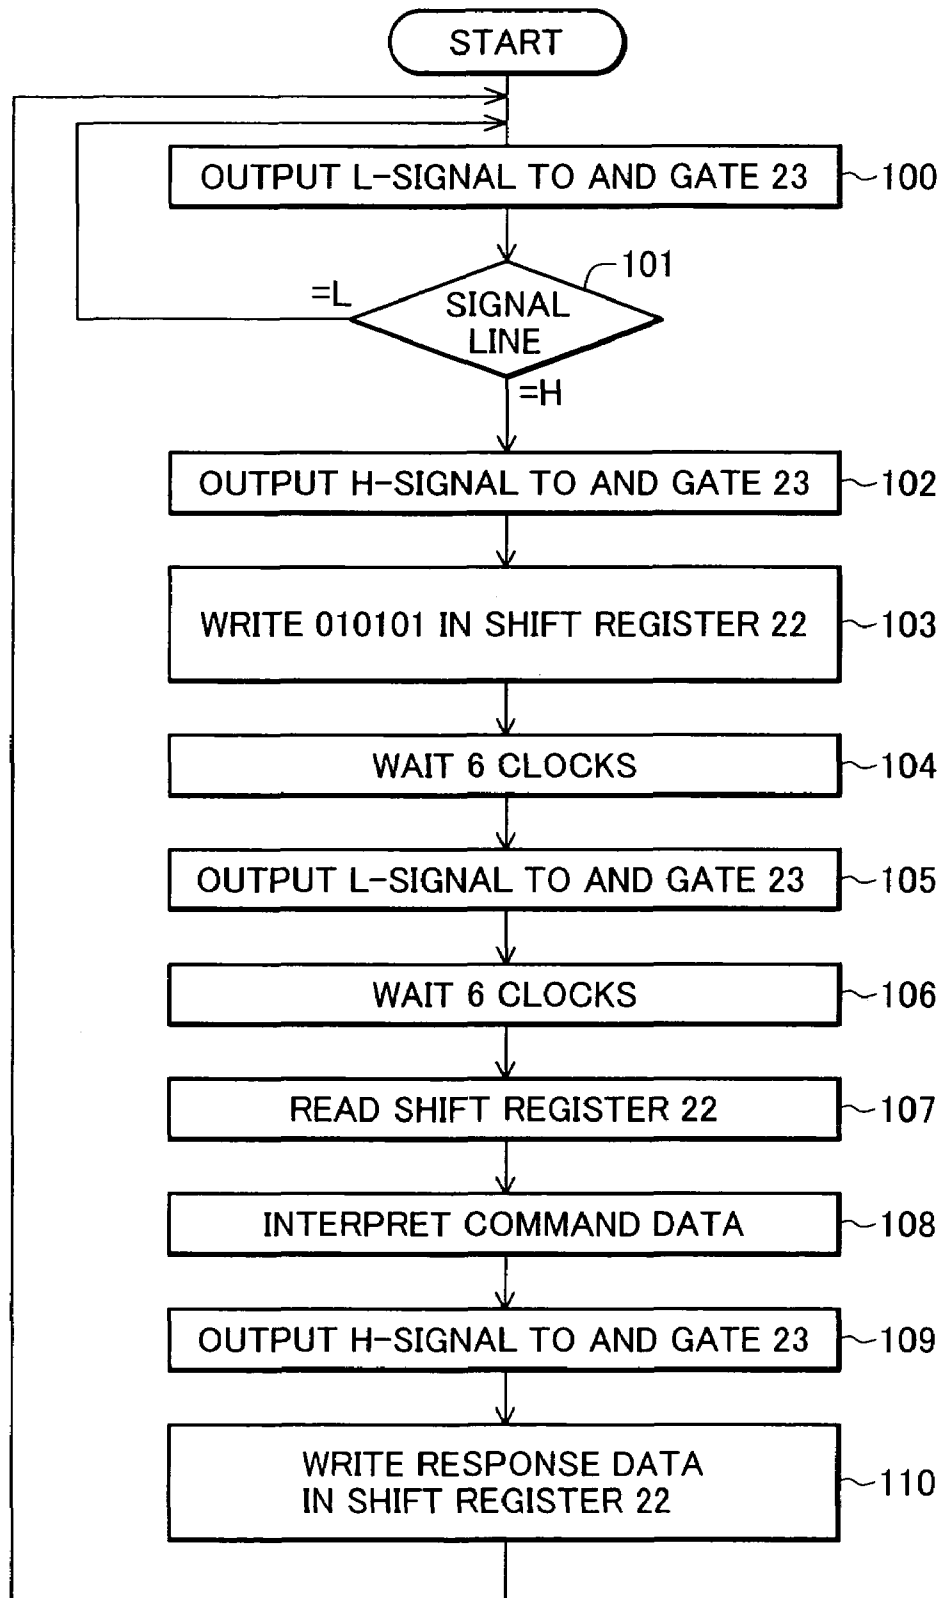 START
OUTPUT L-SIGNAL TO AND GATE 23
100
101
=L
SIGNAL
LINE
=H
OUTPUT H-SIGNAL TO AND GATE 23
102
WRITE 010101 IN SHIFT REGISTER 22
103
WAIT 6 CLOCKS
104
OUTPUT L-SIGNAL TO AND GATE 23
105
WAIT 6 CLOCKS
106
READ SHIFT REGISTER 22
107
INTERPRET COMMAND DATA
108
OUTPUT H-SIGNAL TO AND GATE 23
109
WRITE RESPONSE DATA
IN SHIFT REGISTER 22
110